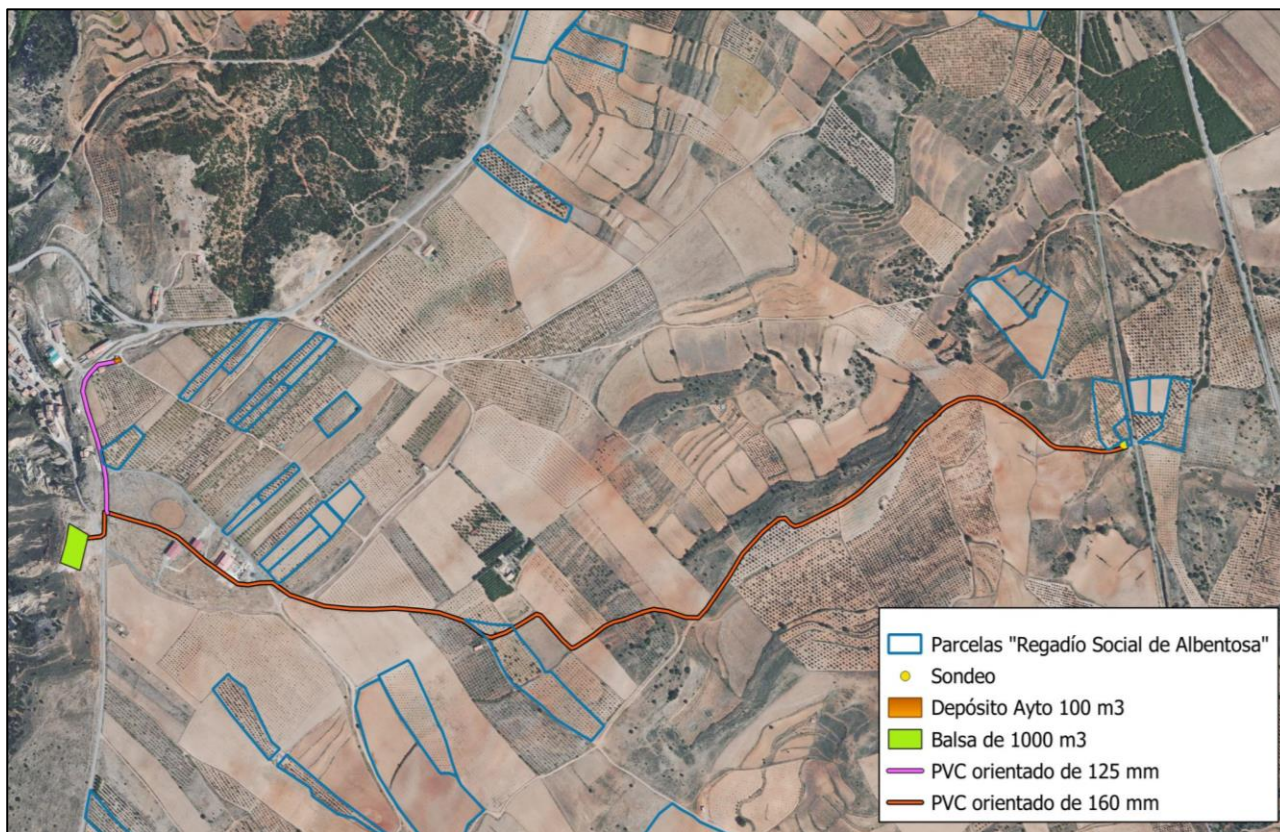 Parcelas "Regadío Social de Albentosa"
Sondeo
Depósito Ayto 100 m3
Balsa de 1000 m3
PVC orientado de 125 mm
PVC orientado de 160 mm